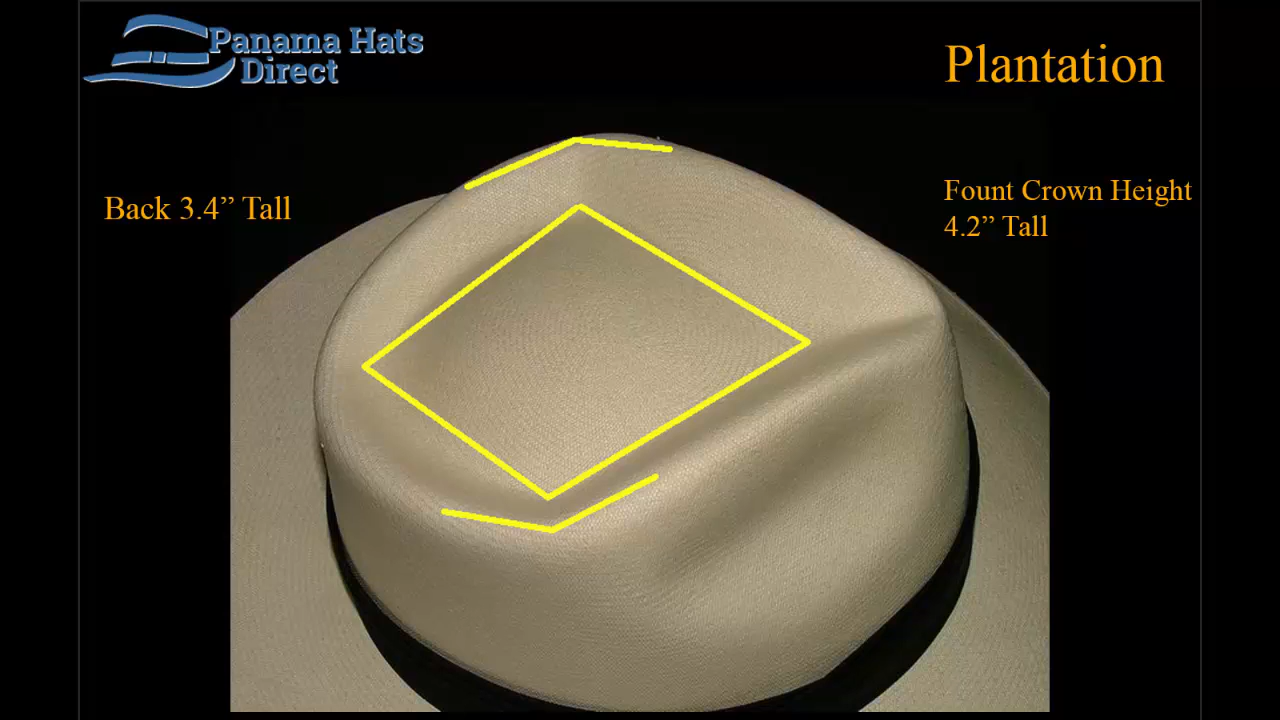 Panama Hats
Direct
Plantation
Back 3.4” Tall
Fount Crown Height
4.2” Tall